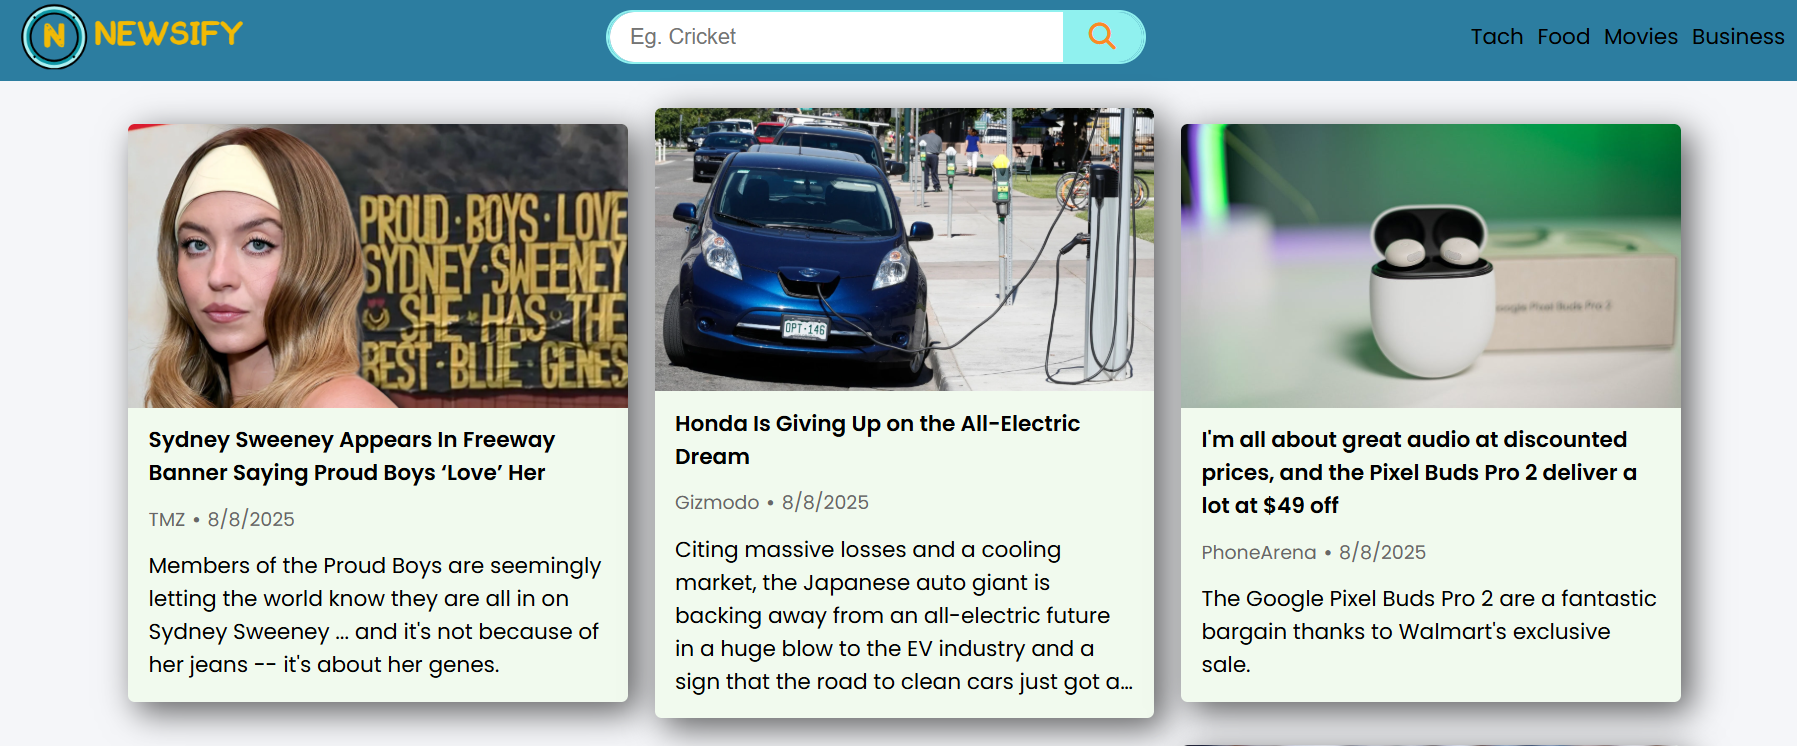 N NEWSIFY
Eg. Cricket
Tach Food Movies Business
PROUD·BOYS·LOVE
SYDNEY·SWEENEY
SHE HAS THE
BEST·BLUE GENES
Sydney Sweeney Appears In Freeway
Banner Saying Proud Boys ‘Love’ Her
TMZ • 8/8/2025
Members of the Proud Boys are seemingly
letting the world know they are all in on
Sydney Sweeney ... and it's not because of
her jeans -- it's about her genes.
OPT·146
Honda Is Giving Up on the All-Electric
Dream
Gizmodo • 8/8/2025
Citing massive losses and a cooling
market, the Japanese auto giant is
backing away from an all-electric future
in a huge blow to the EV industry and a
sign that the road to clean cars just got a…
Google Pixel Buds Pro 2
I'm all about great audio at discounted
prices, and the Pixel Buds Pro 2 deliver a
lot at $49 off
PhoneArena • 8/8/2025
The Google Pixel Buds Pro 2 are a fantastic
bargain thanks to Walmart's exclusive
sale.